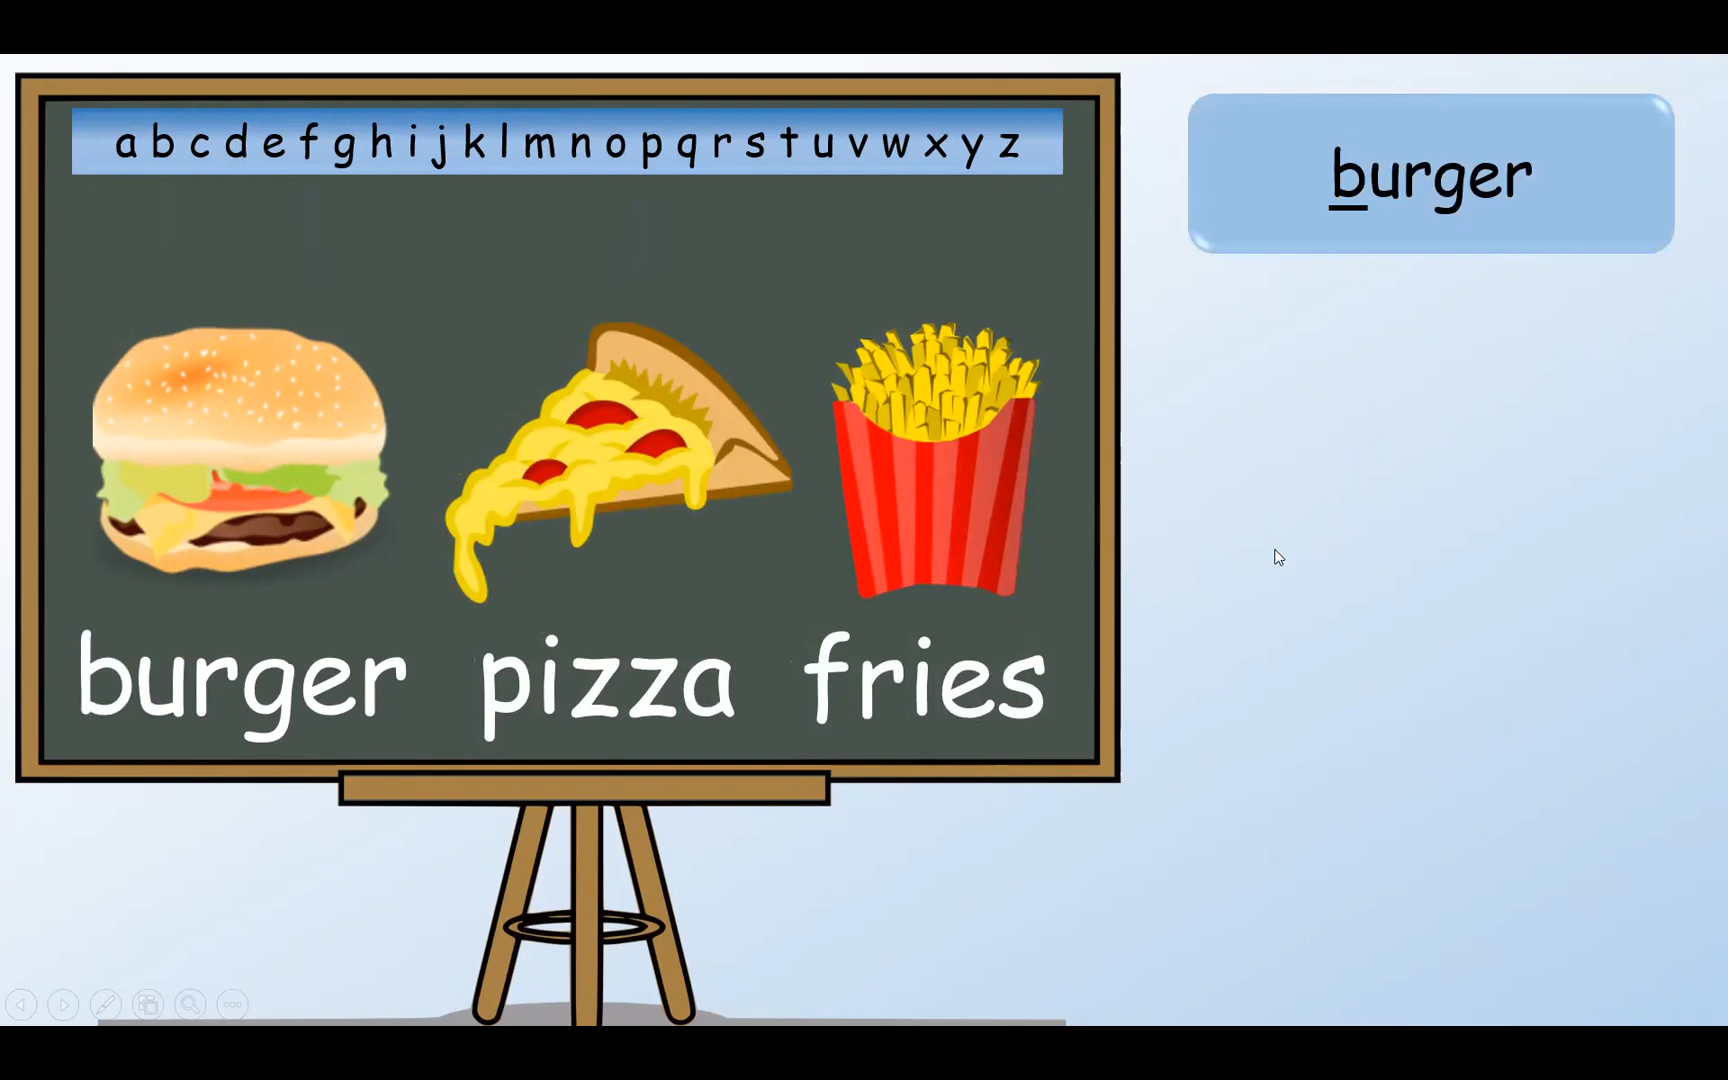 a b c d e f g h i j k l m n o p q r s t u v w x y z
burger
burger pizza fries